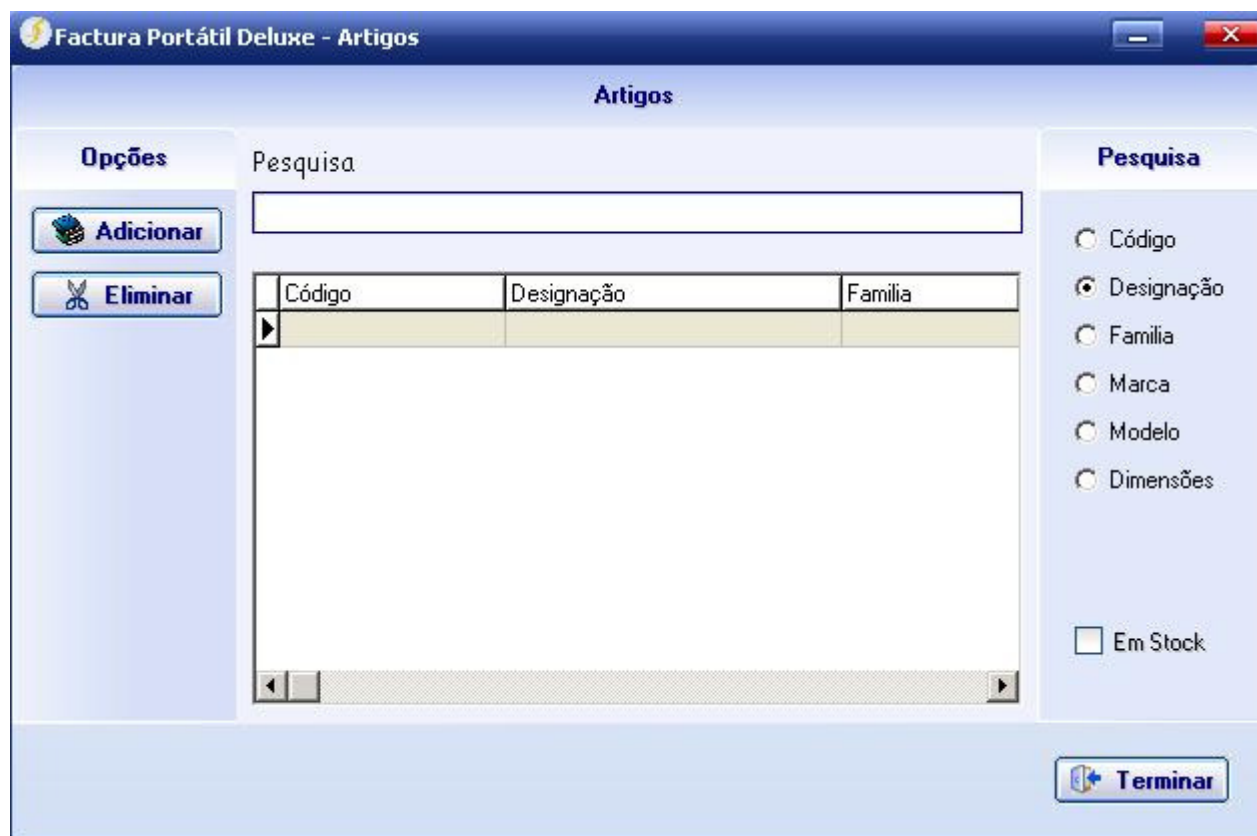 Factura Portátil Deluxe - Artigos
Artigos
Opções
Adicionar
Eliminar
Pesquisa
Código Designação Familia
Pesquisa
Código
Designação
Familia
Marca
Modelo
Dimensões
Em Stock
Terminar